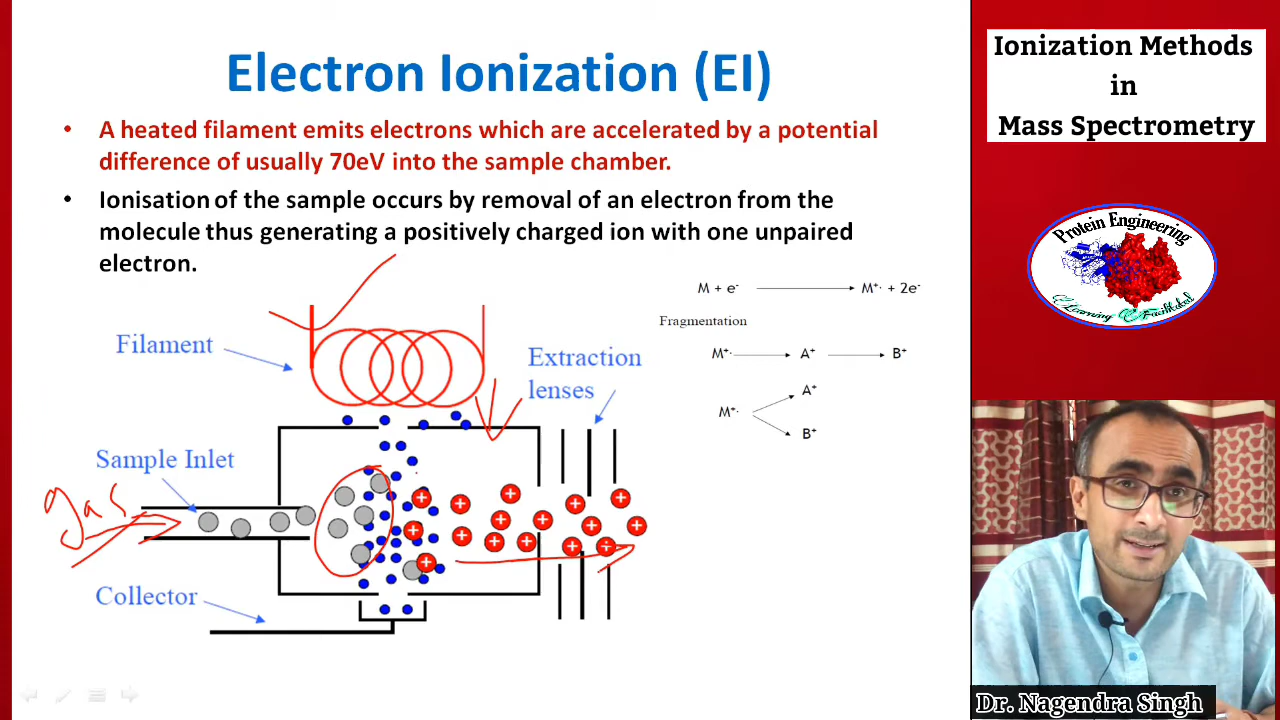 Electron Ionization (EI)
• A heated filament emits electrons which are accelerated by a potential
difference of usually 70eV into the sample chamber.
• Ionisation of the sample occurs by removal of an electron from the
molecule thus generating a positively charged ion with one unpaired
electron.
M + e⁻ → M⁺· + 2e⁻
Fragmentation
M⁺· → A⁺ → B⁺
A⁺
M⁺·
B⁺
Filament
Extraction
lenses
Sample Inlet
gas
Collector
Ionization Methods
in
Mass Spectrometry
Protein Engineering
eLearning Facilitated
Dr. Nagendra Singh